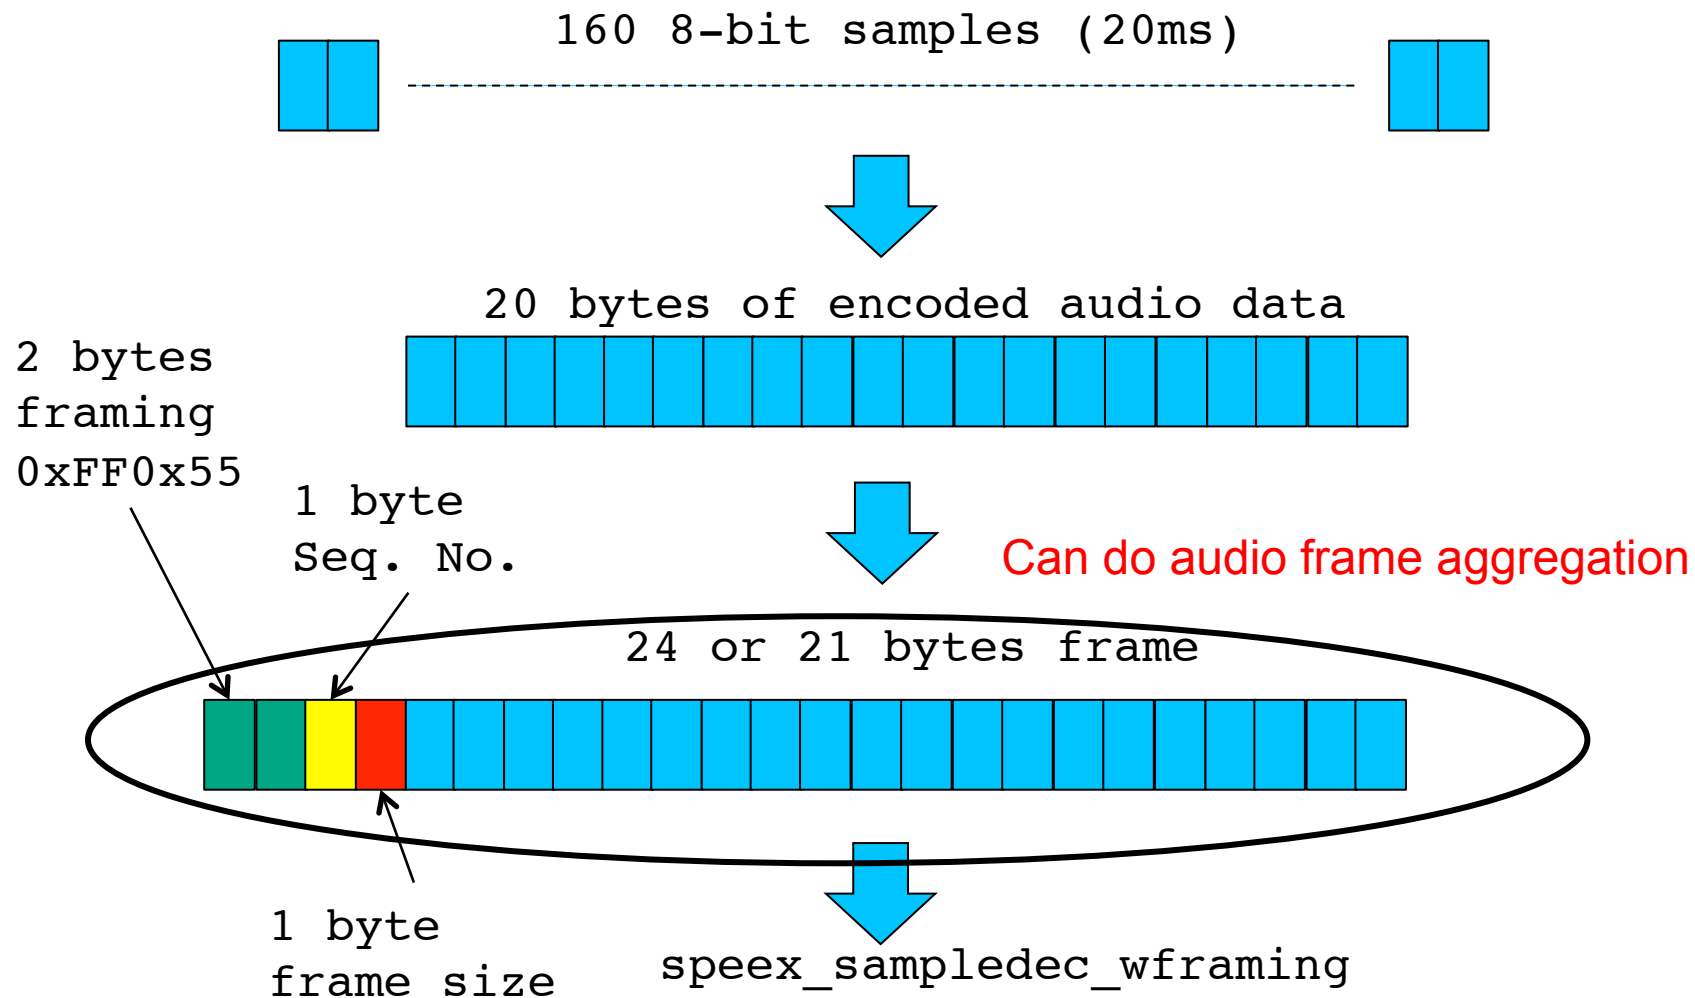 160 8-bit samples (20ms)
20 bytes of encoded audio data
2 bytes
framing
0xFF0x55
1 byte
Seq. No.
Can do audio frame aggregation
24 or 21 bytes frame
1 byte
frame size
speex_sampledec_wframing